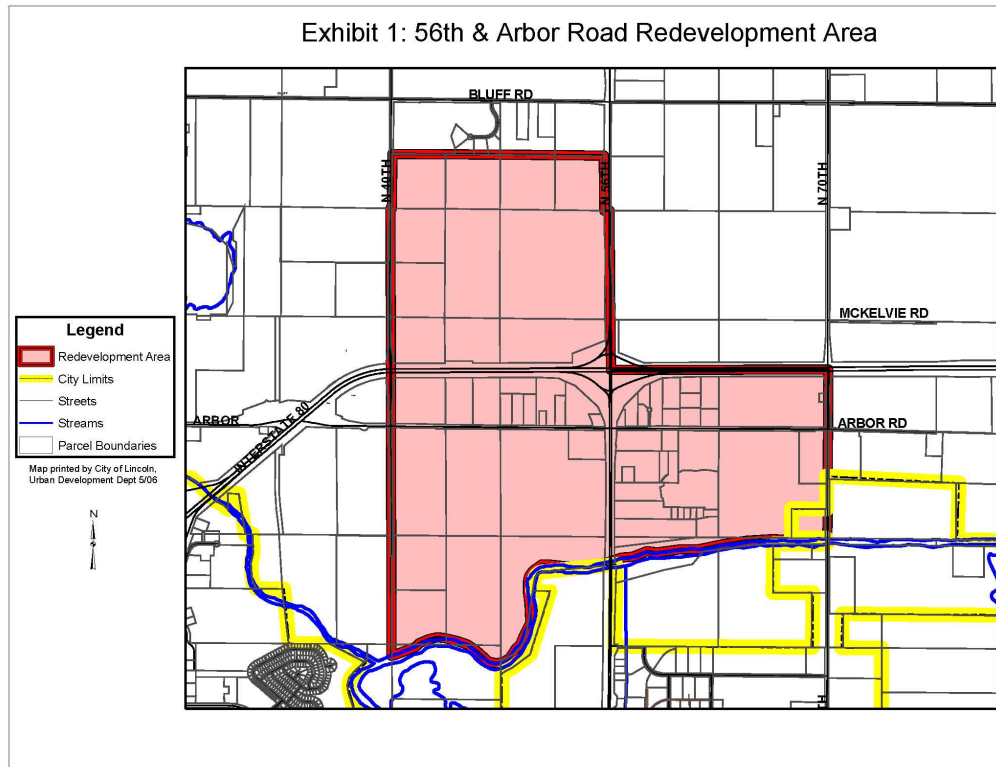 Exhibit 1: 56th & Arbor Road Redevelopment Area
BLUFF RD
N 40TH
N 56TH
N 70TH
MCKELVIE RD
Legend
Redevelopment Area
City Limits
Streets
Streams
Parcel Boundaries
ARBOR
INTERSTATE 80
ARBOR RD
Map printed by City of Lincoln,
Urban Development Dept 5/06
N
H